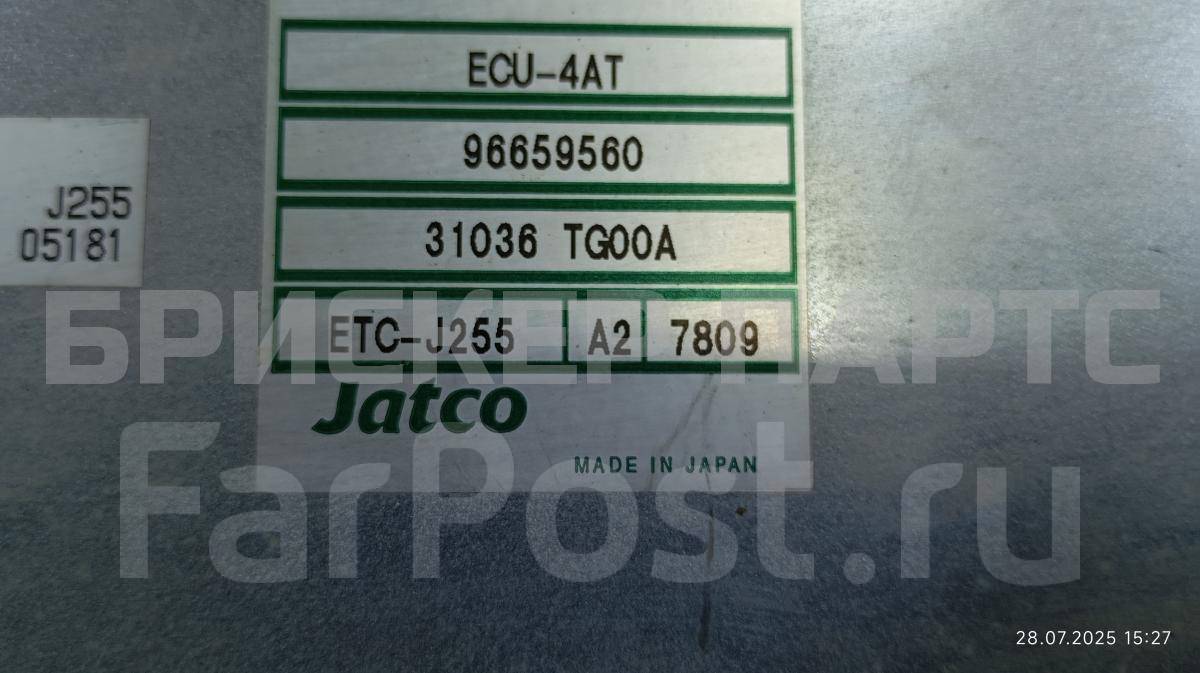 ECU-4AT
96659560
31036 TG00A
ETC-J255 A2 7809
Jatco
MADE IN JAPAN
J255
05181
БРИСКЕР ПАРТС
FarPost.ru
28.07.2025 15:27